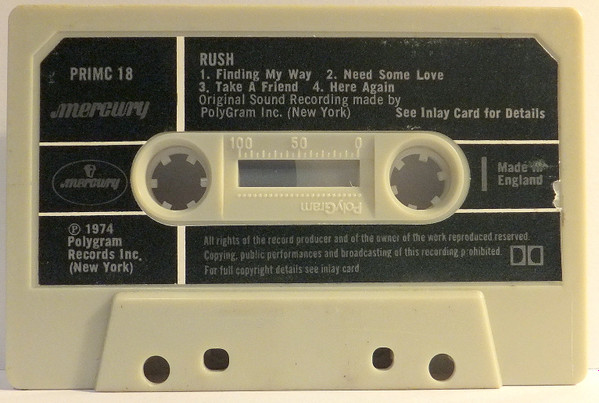 PRIMC 18
mercury
RUSH
1. Finding My Way 2. Need Some Love
3. Take A Friend 4. Here Again
Original Sound Recording made by
PolyGram Inc. (New York) See Inlay Card for Details
100 50 0
PolyGram
mercury
Made in
England
℗ 1974
Polygram
Records Inc.
(New York)
All rights of the record producer and of the owner of the work reproduced reserved.
Copying, public performances and broadcasting of this recording prohibited
For full copyright details see inlay card